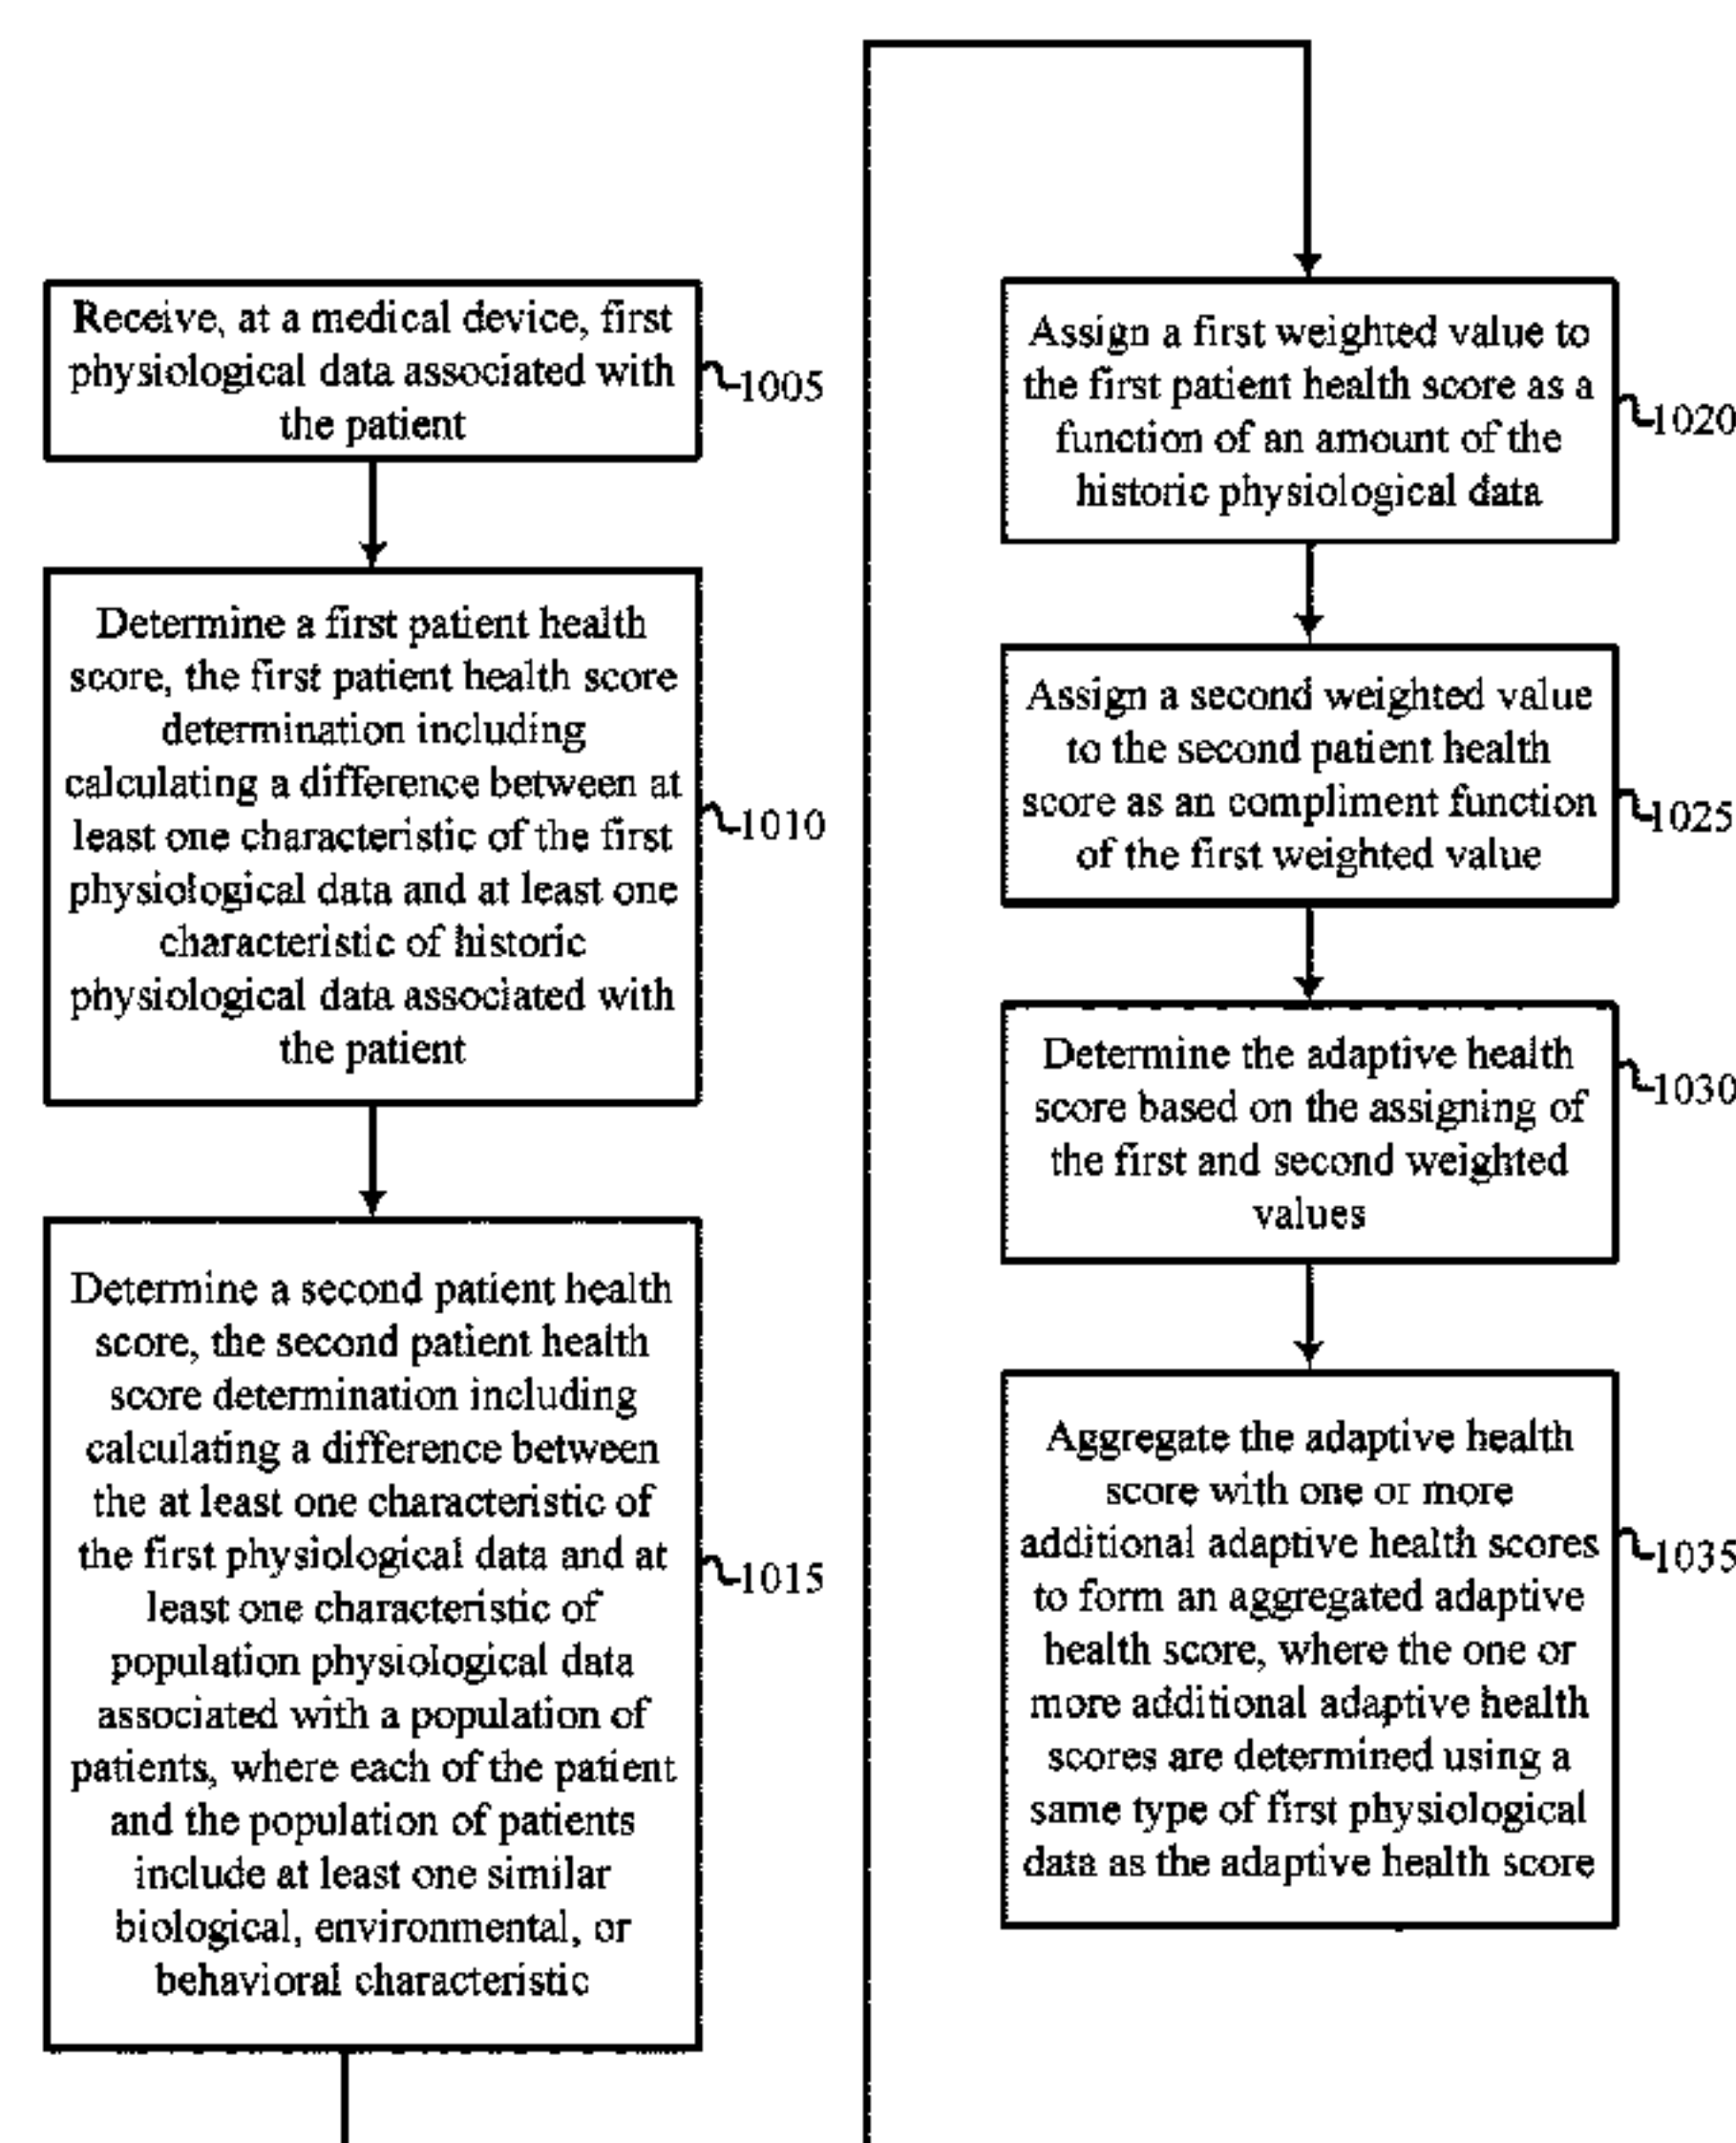 Receive, at a medical device, first
physiological data associated with
the patient
1005
Determine a first patient health
score, the first patient health score
determination including
calculating a difference between at
least one characteristic of the first
physiological data and at least one
characteristic of historic
physiological data associated with
the patient
1010
Determine a second patient health
score, the second patient health
score determination including
calculating a difference between
the at least one characteristic of
the first physiological data and at
least one characteristic of
population physiological data
associated with a population of
patients, where each of the patient
and the population of patients
include at least one similar
biological, environmental, or
behavioral characteristic
1015
Assign a first weighted value to
the first patient health score as a
function of an amount of the
historic physiological data
1020
Assign a second weighted value
to the second patient health
score as an compliment function
of the first weighted value
1025
Determine the adaptive health
score based on the assigning of
the first and second weighted
values
1030
Aggregate the adaptive health
score with one or more
additional adaptive health scores
to form an aggregated adaptive
health score, where the one or
more additional adaptive health
scores are determined using a
same type of first physiological
data as the adaptive health score
1035